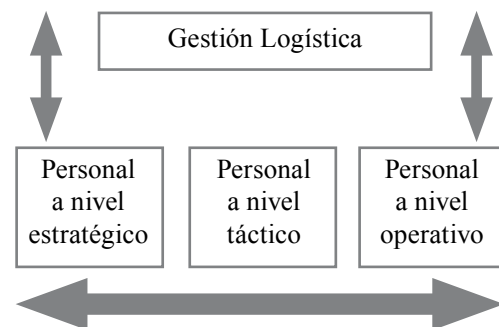 Gestión Logística
Personal
a nivel
estratégico
Personal
a nivel
táctico
Personal
a nivel
operativo